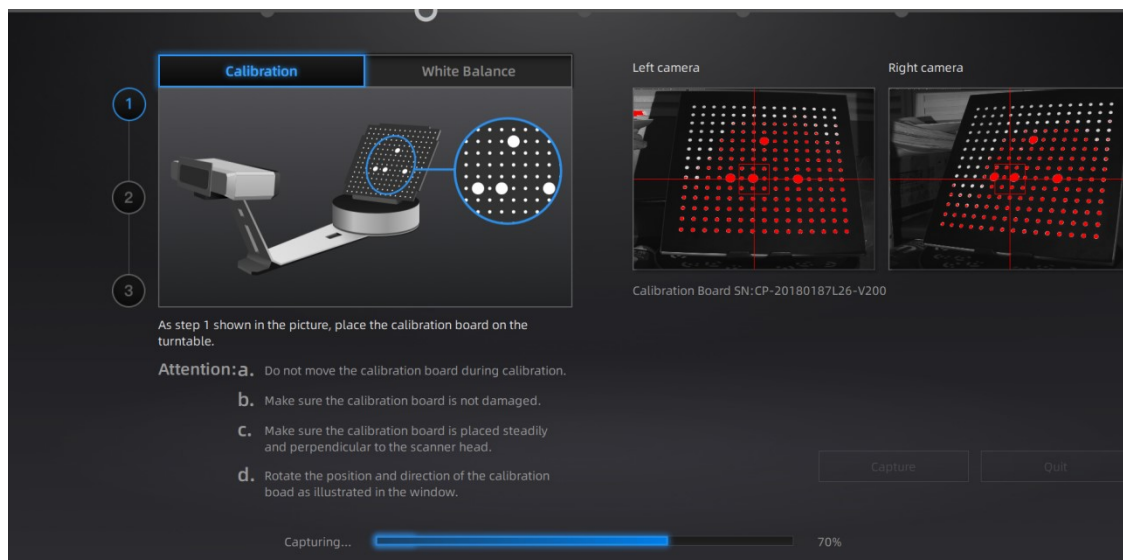 Calibration
White Balance
1
2
3
As step 1 shown in the picture, place the calibration board on the
turntable.
Attention:a. Do not move the calibration board during calibration.
b. Make sure the calibration board is not damaged.
c. Make sure the calibration board is placed steadily
and perpendicular to the scanner head.
d. Rotate the position and direction of the calibration
boad as illustrated in the window.
Left camera
Right camera
Calibration Board SN:CP-20180187L26-V200
Capture
Quit
Capturing...
70%